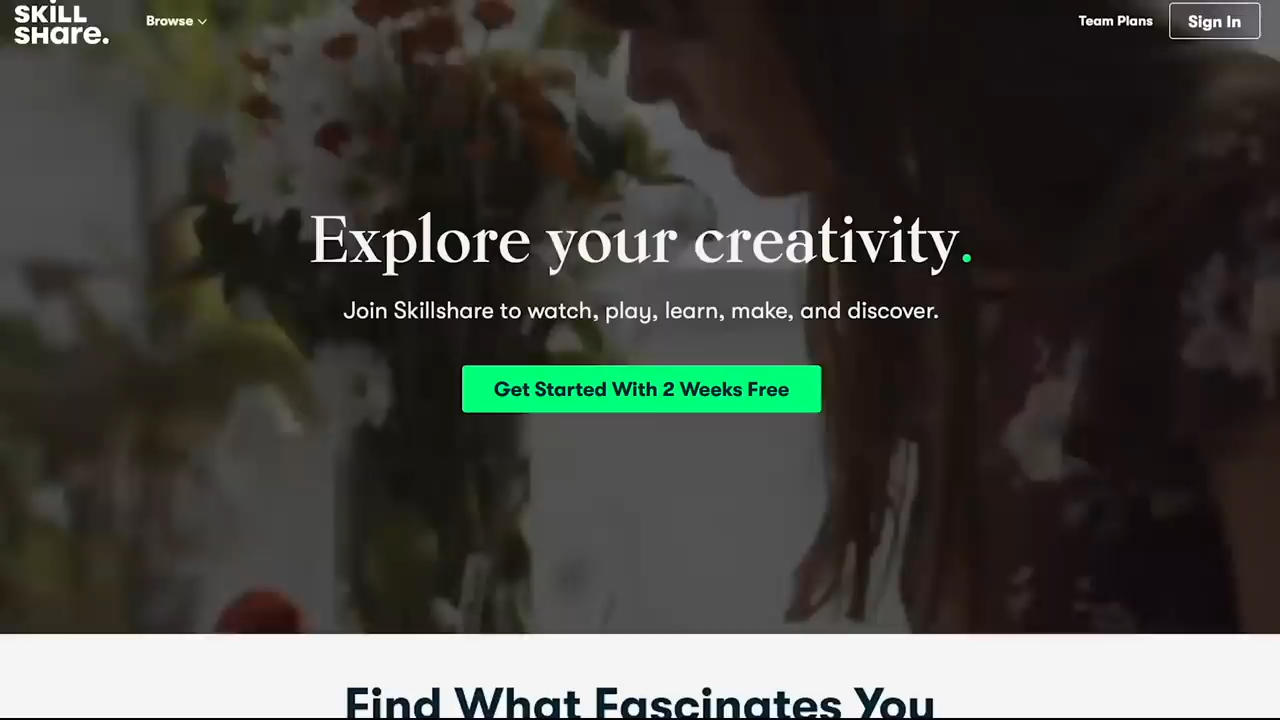 SKILL
SHare.
Browse
Team Plans
Sign In
Explore your creativity.
Join Skillshare to watch, play, learn, make, and discover.
Get Started With 2 Weeks Free
Find What Fascinates You